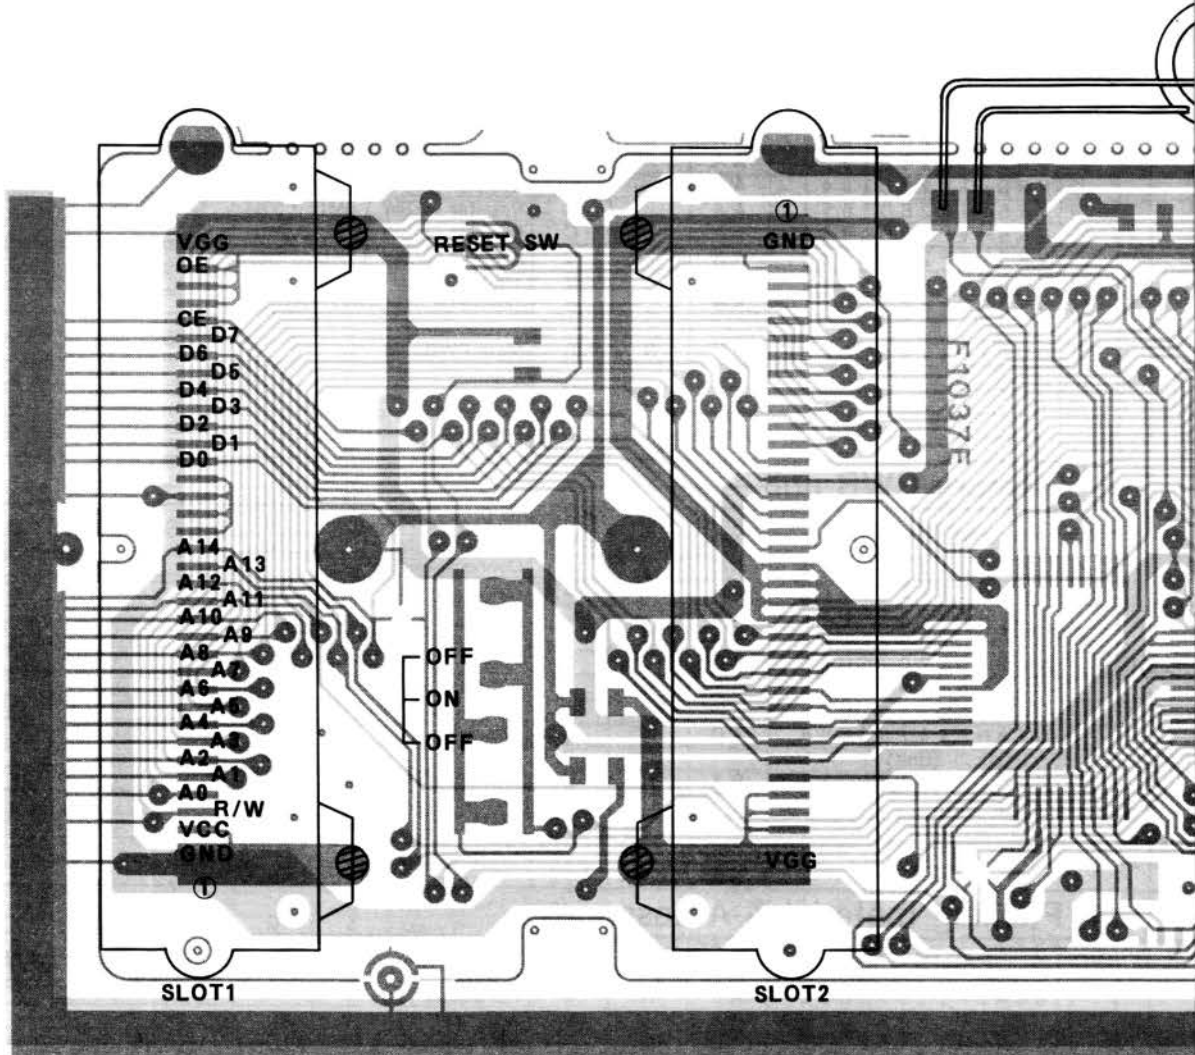 VGG
OE
CE
D7
D6
D5
D4
D3
D2
D1
D0
A14
A13
A12
A11
A10
A9
A8
A7
A6
A5
A4
A3
A2
A1
A0
R/W
VCC
GND
①
SLOT1
RESET SW
OFF
ON
OFF
①
GND
VGG
SLOT2
E1037E